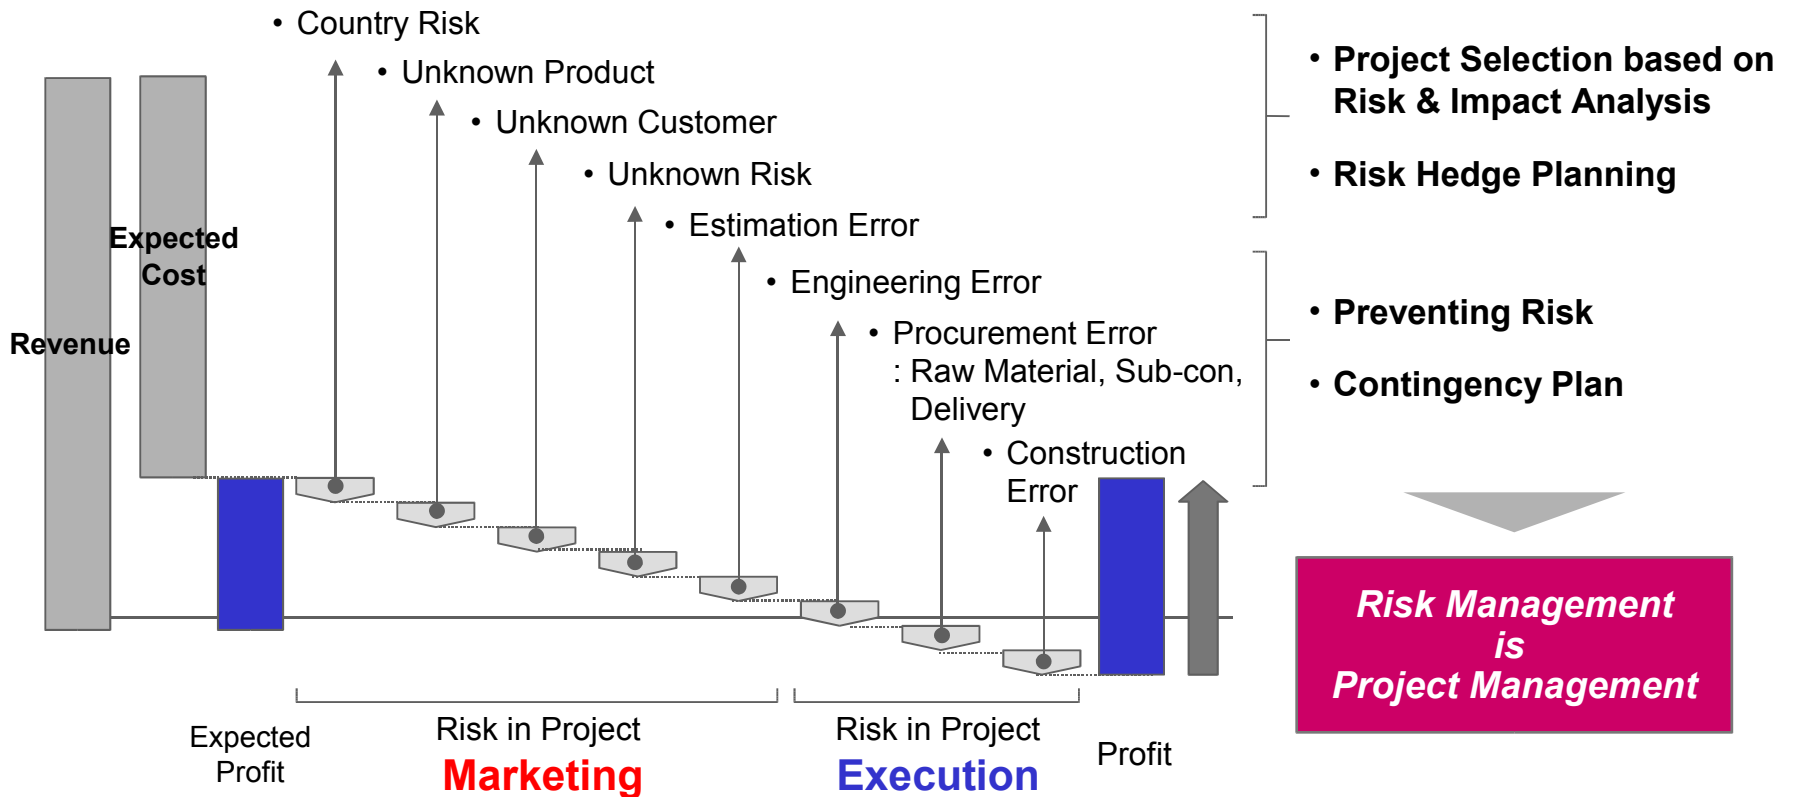 • Country Risk
• Unknown Product
• Unknown Customer
• Unknown Risk
• Estimation Error
• Engineering Error
• Procurement Error
: Raw Material, Sub-con,
Delivery
• Construction
Error
Expected
Cost
Revenue
Expected
Profit
Risk in Project
Marketing
Risk in Project
Execution
Profit
• Project Selection based on
Risk & Impact Analysis
• Risk Hedge Planning
• Preventing Risk
• Contingency Plan
Risk Management
is
Project Management